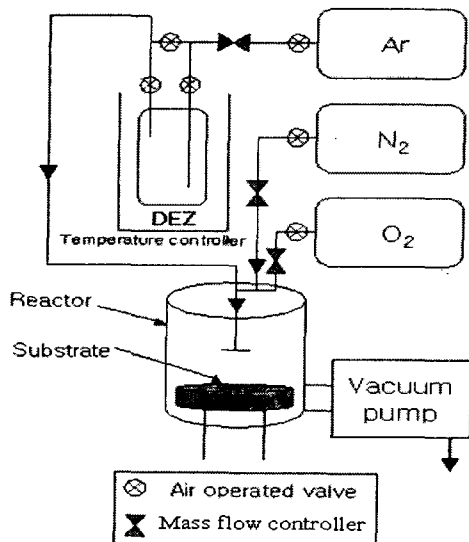 Ar
N₂
DEZ
Temperature controller
O₂
Reactor
Substrate
Vacuum
pump
Air operated valve
Mass flow controller